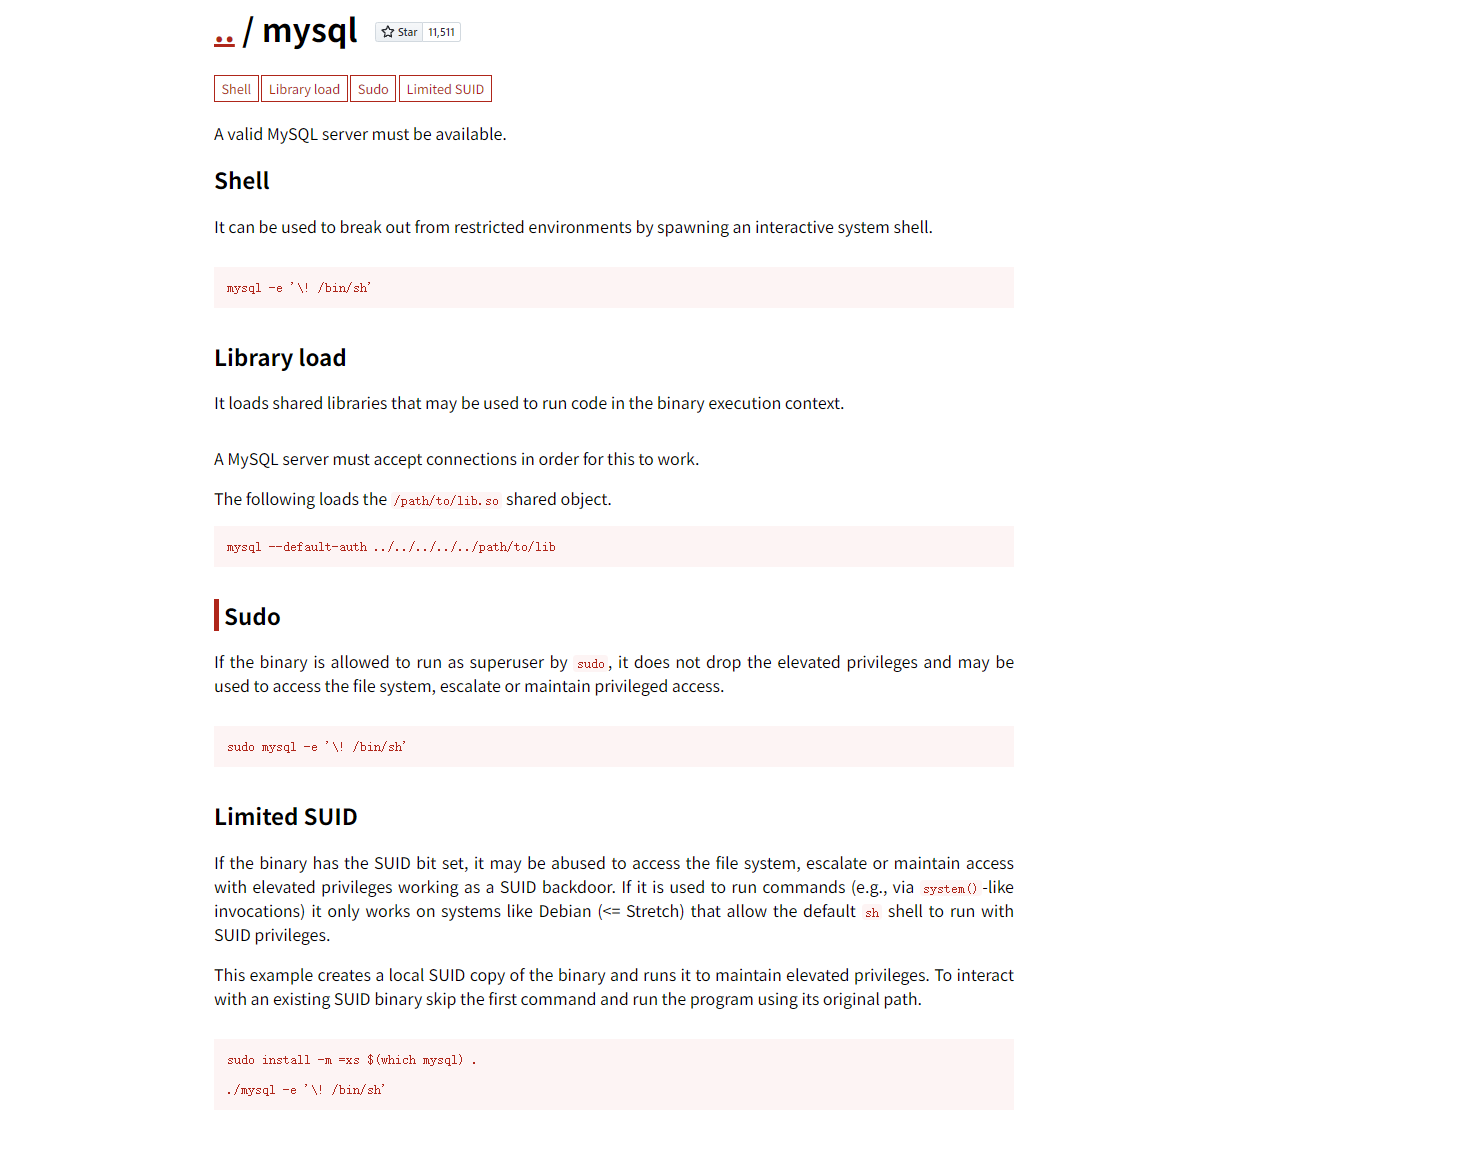 .. / mysql Star 11,511
Shell Library load Sudo Limited SUID
A valid MySQL server must be available.
Shell
It can be used to break out from restricted environments by spawning an interactive system shell.
mysql -e '\! /bin/sh'
Library load
It loads shared libraries that may be used to run code in the binary execution context.
A MySQL server must accept connections in order for this to work.
The following loads the /path/to/lib.so shared object.
mysql --default-auth ../../../../../path/to/lib
Sudo
If the binary is allowed to run as superuser by sudo, it does not drop the elevated privileges and may be
used to access the file system, escalate or maintain privileged access.
sudo mysql -e '\! /bin/sh'
Limited SUID
If the binary has the SUID bit set, it may be abused to access the file system, escalate or maintain access
with elevated privileges working as a SUID backdoor. If it is used to run commands (e.g., via system()-like
invocations) it only works on systems like Debian (<= Stretch) that allow the default sh shell to run with
SUID privileges.
This example creates a local SUID copy of the binary and runs it to maintain elevated privileges. To interact
with an existing SUID binary skip the first command and run the program using its original path.
sudo install -m =xs $(which mysql) .
./mysql -e '\! /bin/sh'